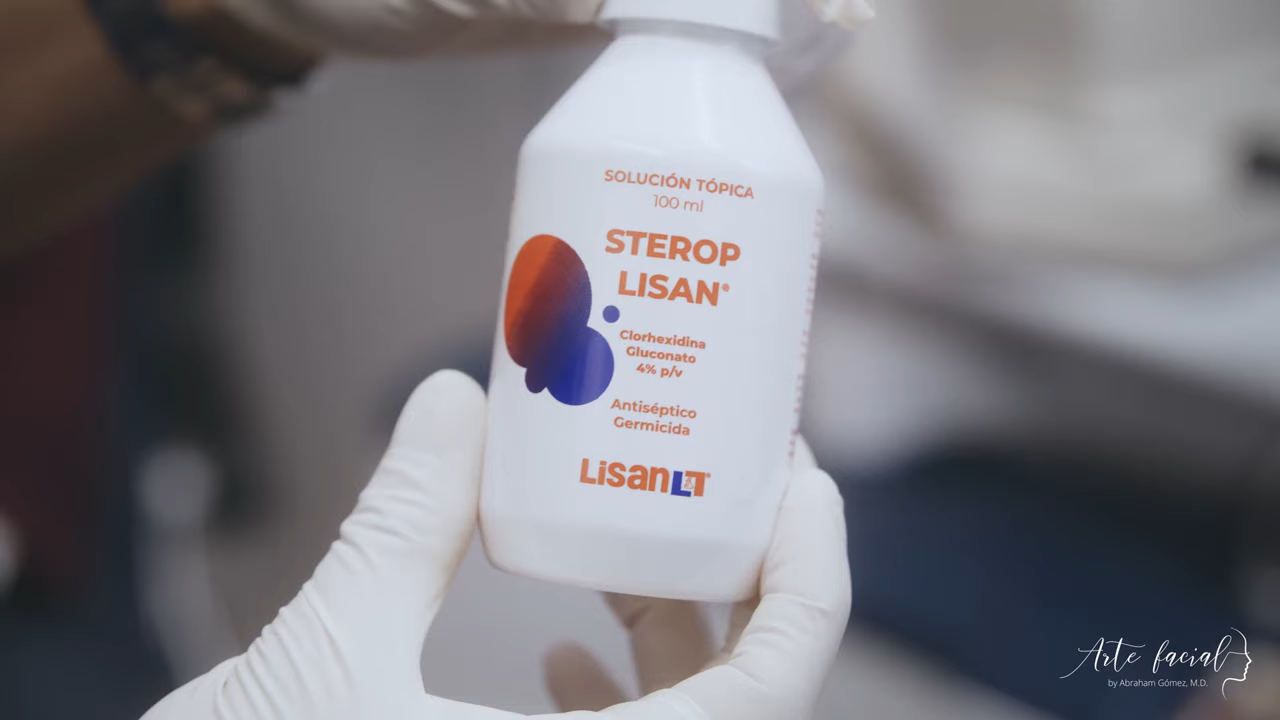 SOLUCIÓN TÓPICA
100 ml
STEROP
LISAN®
Clorhexidina
Gluconato
4% p/v
Antiséptico
Germicida
LiSanLT®
Arte facial
by Abraham Gómez, M.D.